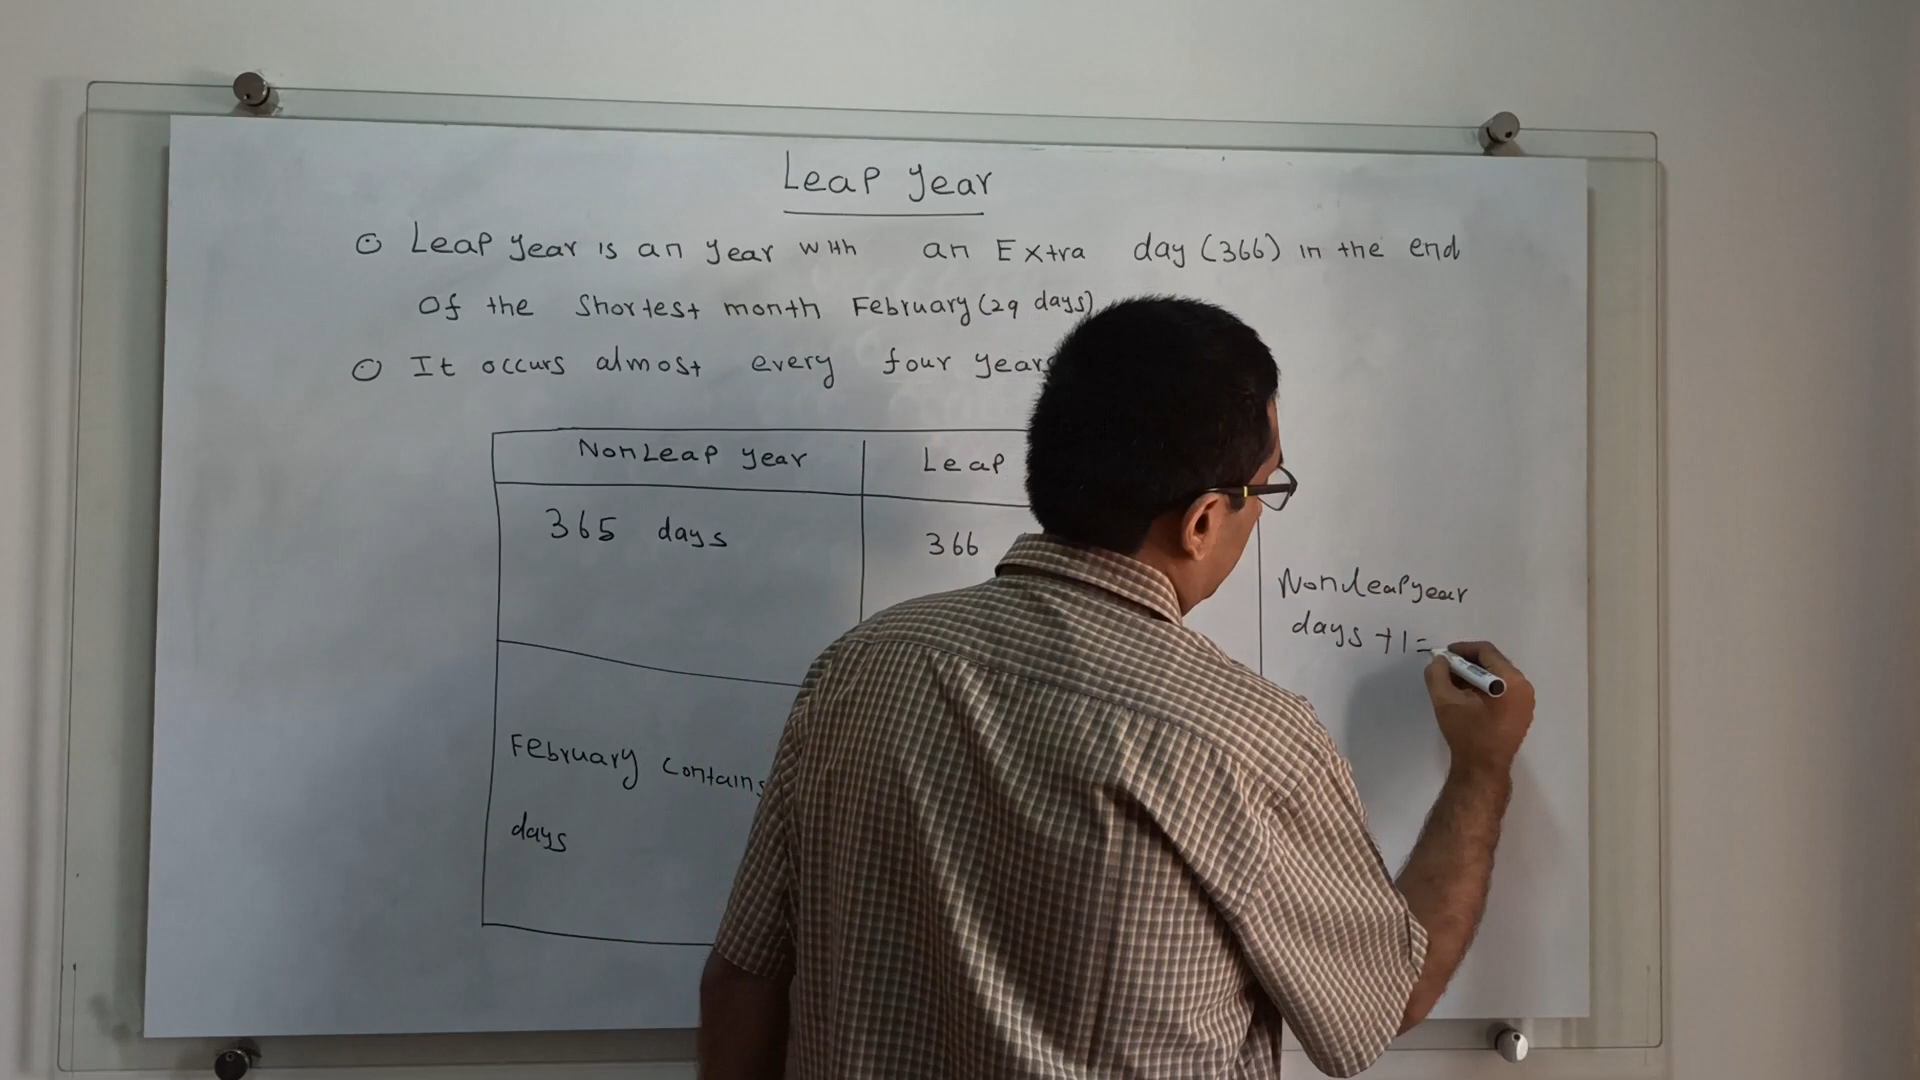 Leap year
Leap year is an year with an Extra day (366) in the end
Of the Shortest month February (29 days)
It occurs almost every four years
NonLeap year
Leap
365 days
366
Nonleapyear
days +1=
February contains
days